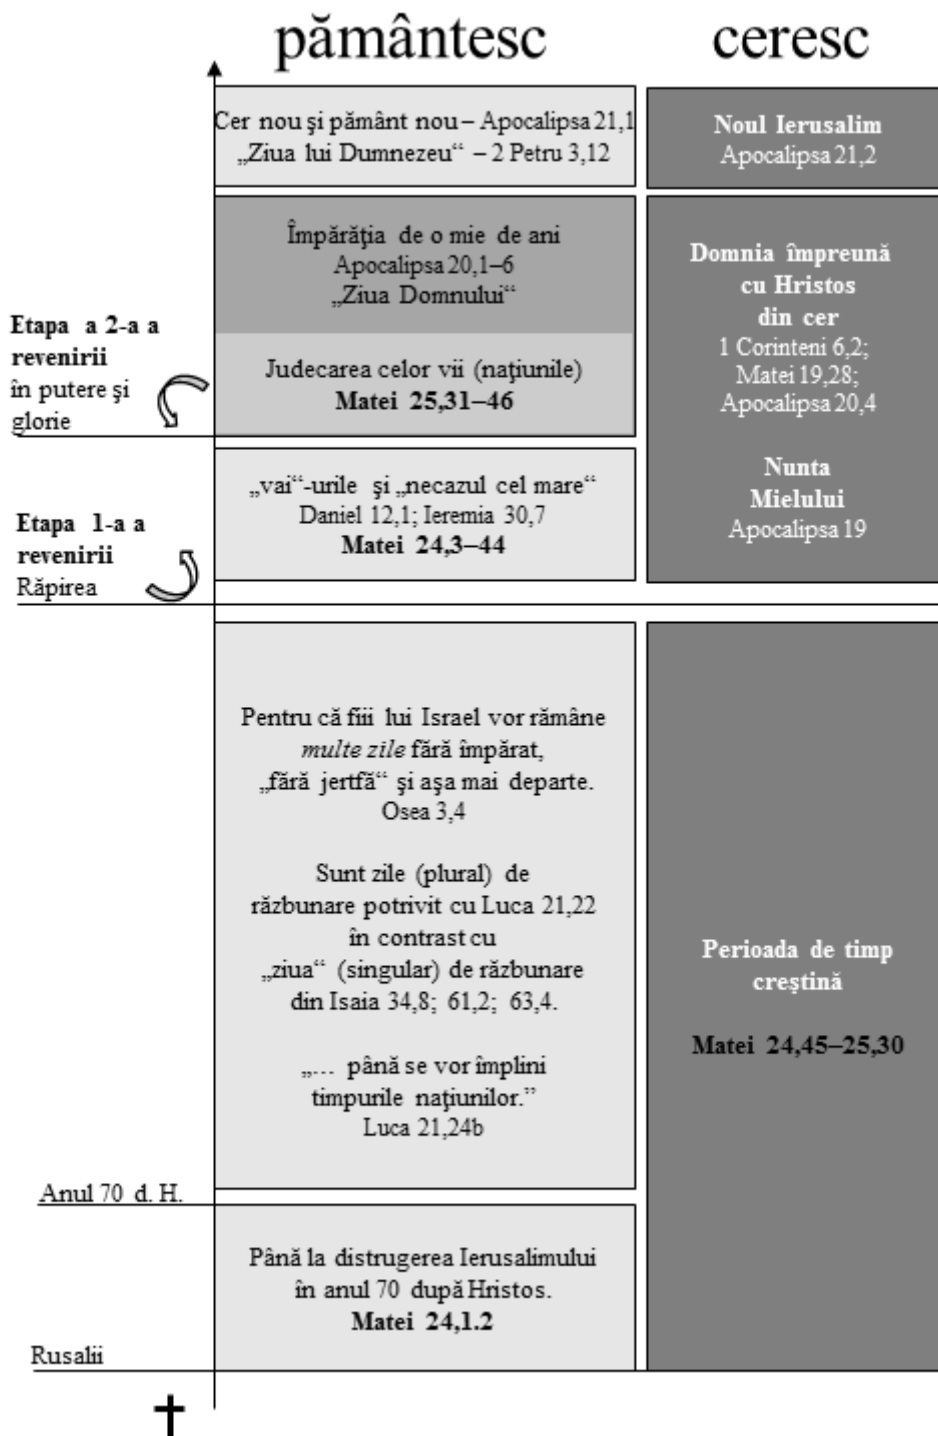 pământesc
ceresc
Cer nou şi pământ nou – Apocalipsa 21,1
„Ziua lui Dumnezeu“ – 2 Petru 3,12
Noul Ierusalim
Apocalipsa 21,2
Împărăţia de o mie de ani
Apocalipsa 20,1–6
„Ziua Domnului“
Domnia împreună
cu Hristos
din cer
1 Corinteni 6,2;
Matei 19,28;
Apocalipsa 20,4
Nunta
Mielului
Apocalipsa 19
Etapa a 2-a a
revenirii
în putere şi
glorie
Judecarea celor vii (naţiunile)
Matei 25,31–46
„vai“-urile şi „necazul cel mare“
Daniel 12,1; Ieremia 30,7
Matei 24,3–44
Etapa 1-a a
revenirii
Răpirea
Pentru că fiii lui Israel vor rămâne
multe zile fără împărat,
„fără jertfă“ şi aşa mai departe.
Osea 3,4
Sunt zile (plural) de
răzbunare potrivit cu Luca 21,22
în contrast cu
„ziua“ (singular) de răzbunare
din Isaia 34,8; 61,2; 63,4.
„… până se vor împlini
timpurile naţiunilor.”
Luca 21,24b
Perioada de timp
creştină
Matei 24,45–25,30
Anul 70 d. H.
Până la distrugerea Ierusalimului
în anul 70 după Hristos.
Matei 24,1.2
Rusalii